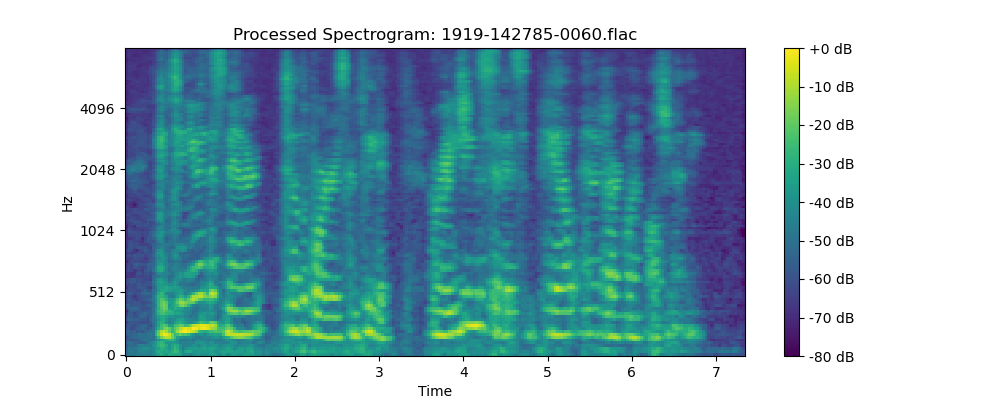 Processed Spectrogram: 1919-142785-0060.flac
Hz
4096
2048
1024
512
0
0 1 2 3 4 5 6 7
Time
+0 dB
-10 dB
-20 dB
-30 dB
-40 dB
-50 dB
-60 dB
-70 dB
-80 dB